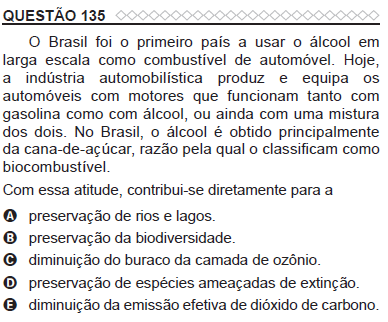 QUESTÃO 135
O Brasil foi o primeiro país a usar o álcool em
larga escala como combustível de automóvel. Hoje,
a indústria automobilística produz e equipa os
automóveis com motores que funcionam tanto com
gasolina como com álcool, ou ainda com uma mistura
dos dois. No Brasil, o álcool é obtido principalmente
da cana-de-açúcar, razão pela qual o classificam como
biocombustível.
Com essa atitude, contribui-se diretamente para a
A preservação de rios e lagos.
B preservação da biodiversidade.
C diminuição do buraco da camada de ozônio.
D preservação de espécies ameaçadas de extinção.
E diminuição da emissão efetiva de dióxido de carbono.